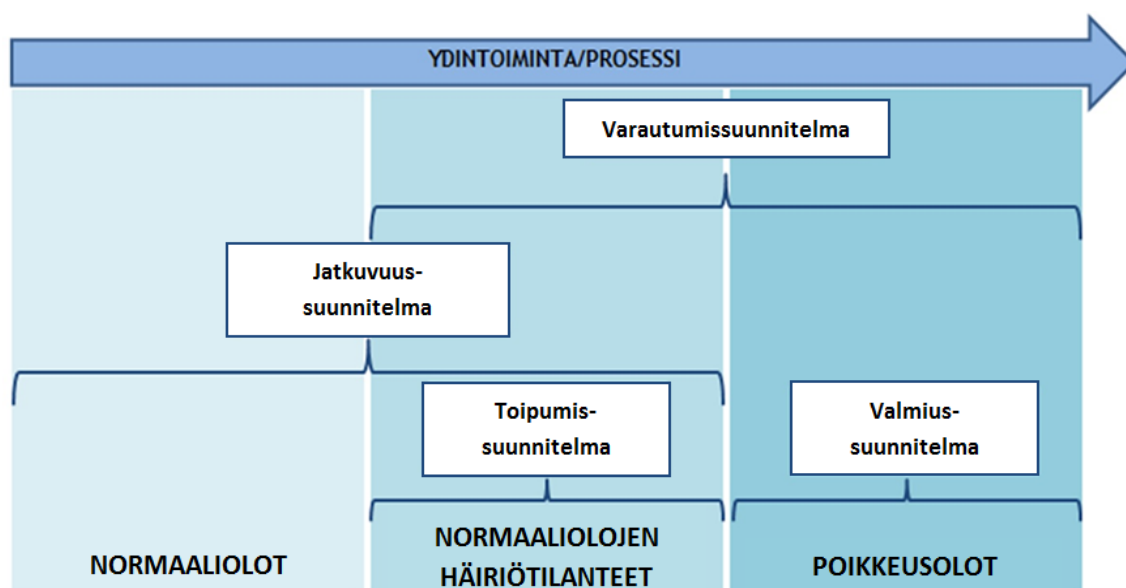 YDINTOIMINTA/PROSESSI
Varautumissuunnitelma
Jatkuvuus-
suunnitelma
Toipumis-
suunnitelma
Valmius-
suunnitelma
NORMAALIOLOT
NORMAALIOLOJEN
HÄIRIÖTILANTEET
POIKKEUSOLOT